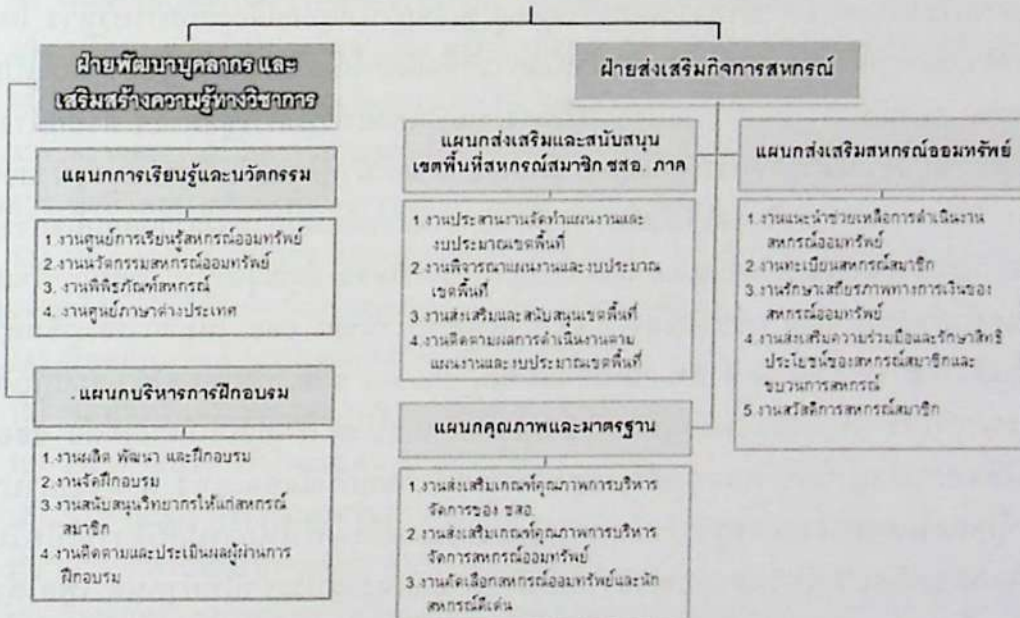 ฝ่ายพัฒนาบุคลากร และ
เสริมสร้างความรู้ทางวิชาการ
แผนกการเรียนรู้และนวัตกรรม
1.งานศูนย์การเรียนรู้สหกรณ์ออมทรัพย์
2.งานนวัตกรรมสหกรณ์ออมทรัพย์
3. งานพิพิธภัณฑ์สหกรณ์
4. งานศูนย์ภาษาต่างประเทศ
. แผนกบริหารการฝึกอบรม
1.งานผลิต พัฒนา และฝึกอบรม
2.งานจัดฝึกอบรม
3.งานสนับสนุนวิทยากรให้แก่สหกรณ์
สมาชิก
4.งานติดตามและประเมินผลผู้ผ่านการ
ฝึกอบรม
ฝ่ายส่งเสริมกิจการสหกรณ์
แผนกส่งเสริมและสนับสนุน
เขตพื้นที่สหกรณ์สมาชิก ชสอ. ภาค
1.งานประสานงานจัดทำแผนงานและ
งบประมาณเขตพื้นที่
2.งานพิจารณาแผนงานและงบประมาณ
เขตพื้นที่
3.งานส่งเสริมและสนับสนุนเขตพื้นที่
4.งานติดตามผลการดำเนินงานตาม
แผนงานและงบประมาณเขตพื้นที่
แผนกคุณภาพและมาตรฐาน
1.งานส่งเสริมเกณฑ์คุณภาพการบริหาร
จัดการของ ชสอ.
2.งานส่งเสริมเกณฑ์คุณภาพการบริหาร
จัดการสหกรณ์ออมทรัพย์
3.งานคัดเลือกสหกรณ์ออมทรัพย์และนัก
สหกรณ์ดีเด่น
แผนกส่งเสริมสหกรณ์ออมทรัพย์
1.งานแนะนำช่วยเหลือการดำเนินงาน
สหกรณ์ออมทรัพย์
2.งานทะเบียนสหกรณ์สมาชิก
3.งานรักษาเสถียรภาพทางการเงินของ
สหกรณ์ออมทรัพย์
4.งานส่งเสริมความร่วมมือและรักษาสิทธิ
ประโยชน์ของสหกรณ์สมาชิกและ
ขบวนการสหกรณ์
5.งานสวัสดิการสหกรณ์สมาชิก